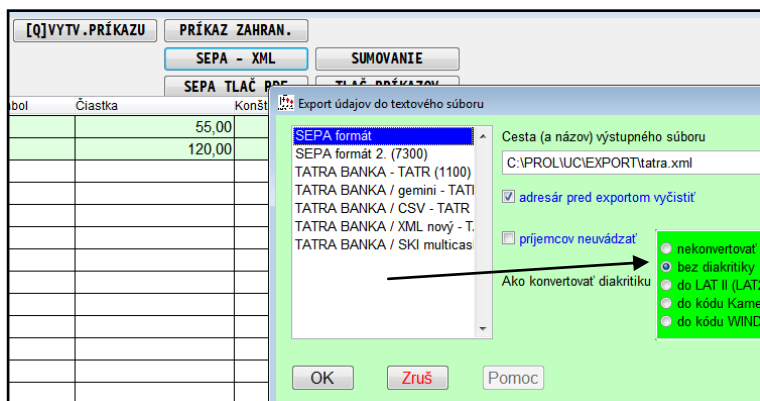 [Q]VYTV.PRÍKAZU PRÍKAZ ZAHRAN.
SEPA - XML SUMOVANIE
SEPA TLAČ
Čiastka
55,00
120,00
Export údajov do textového súboru
SEPA formát
SEPA formát 2. (7300)
TATRA BANKA - TATR (1100)
TATRA BANKA / gemini - TATI
TATRA BANKA / CSV - TATR
TATRA BANKA / XML nový - T.
TATRA BANKA / SKI multicas
Cesta (a názov) výstupného súboru
C:\PROL\UC\EXPORT\tatra.xml
adresár pred exportom vyčistiť
príjemcov neuvádzať
Ako konvertovať diakritiku
nekonvertovať
bez diakritiky
do LAT II (LAT2
do kódu Kame
do kódu WIND
OK Zruš Pomoc